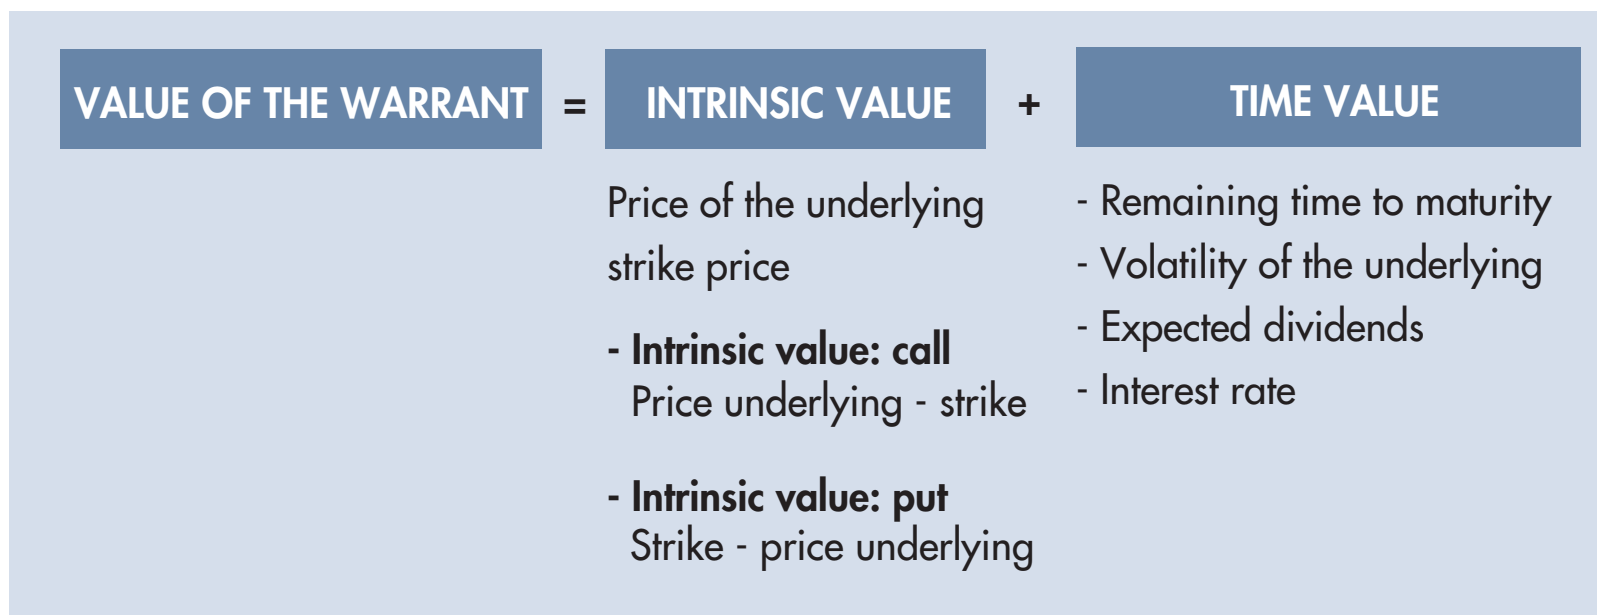 VALUE OF THE WARRANT = INTRINSIC VALUE + TIME VALUE
Price of the underlying
strike price
- Intrinsic value: call
Price underlying - strike
- Intrinsic value: put
Strike - price underlying
- Remaining time to maturity
- Volatility of the underlying
- Expected dividends
- Interest rate